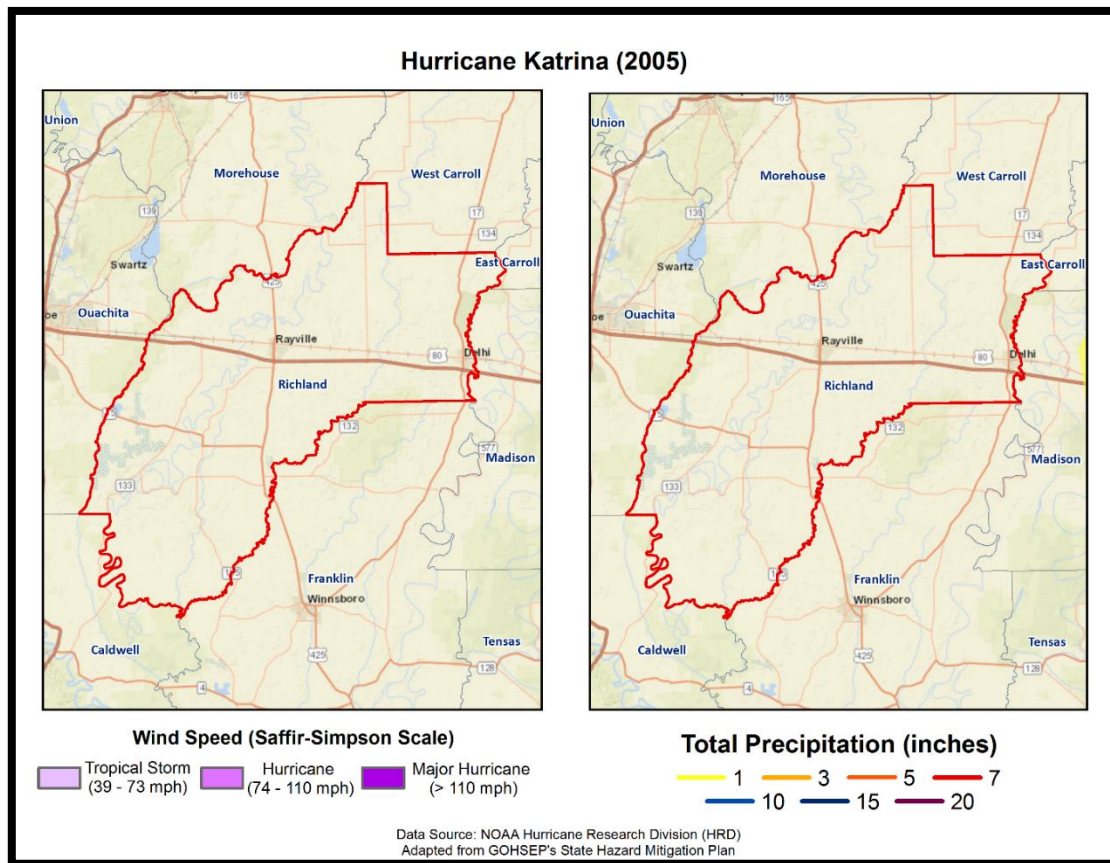 Hurricane Katrina (2005)
165
Union
Morehouse
West Carroll
139
17
134
Swartz
East Carroll
425
Ouachita
oe
Rayville
80
Delhi
Richland
132
577
Madison
133
Franklin
Winnsboro
Tensas
Caldwell
425
128
4
165
Union
Morehouse
West Carroll
139
17
134
Swartz
East Carroll
425
Ouachita
oe
Rayville
80
Delhi
Richland
132
577
Madison
133
Franklin
Winnsboro
Tensas
Caldwell
425
128
4
Wind Speed (Saffir-Simpson Scale)
Tropical Storm
(39 - 73 mph)
Hurricane
(74 - 110 mph)
Major Hurricane
(> 110 mph)
Total Precipitation (inches)
1 3 5 7
10 15 20
Data Source: NOAA Hurricane Research Division (HRD)
Adapted from GOHSEP's State Hazard Mitigation Plan